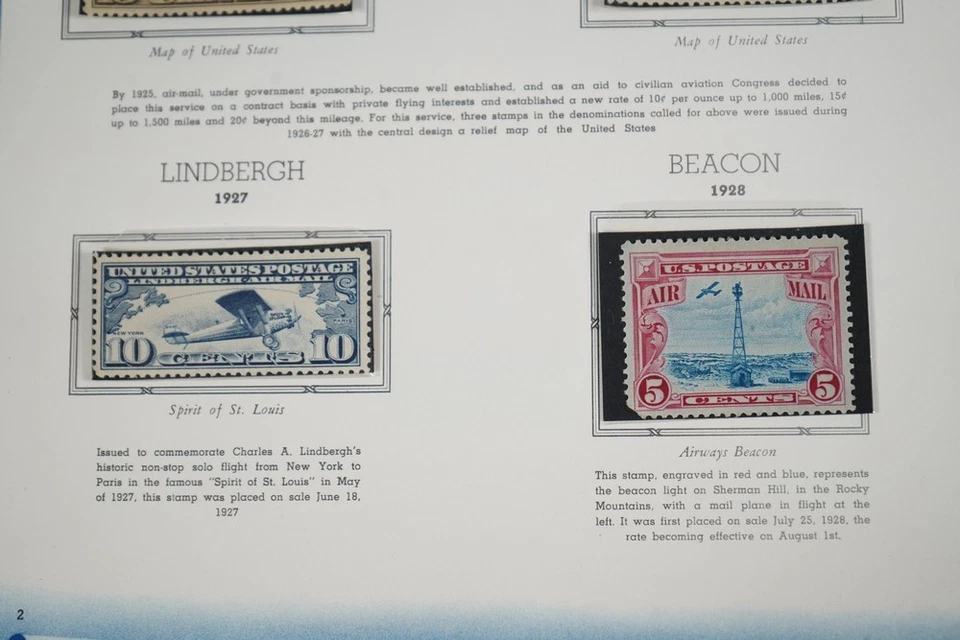 Map of United States
Map of United States
By 1925, air-mail, under government sponsorship, became well established, and as an aid to civilian aviation Congress decided to
place this service on a contract basis with private flying interests and established a new rate of 10¢ per ounce up to 1,000 miles, 15¢
up to 1,500 miles and 20¢ beyond this mileage. For this service, three stamps in the denominations called for above were issued during
1926-27 with the central design a relief map of the United States
LINDBERGH
1927
UNITED STATES POSTAGE
LINDBERGH AIR MAIL
NEW YORK
PARIS
10 CENTS 10
Spirit of St. Louis
Issued to commemorate Charles A. Lindbergh's
historic non-stop solo flight from New York to
Paris in the famous "Spirit of St. Louis" in May
of 1927, this stamp was placed on sale June 18,
1927
BEACON
1928
U.S. POSTAGE
AIR MAIL
5 CENTS 5
Airways Beacon
This stamp, engraved in red and blue, represents
the beacon light on Sherman Hill, in the Rocky
Mountains, with a mail plane in flight at the
left. It was first placed on sale July 25, 1928, the
rate becoming effective on August 1st.
2